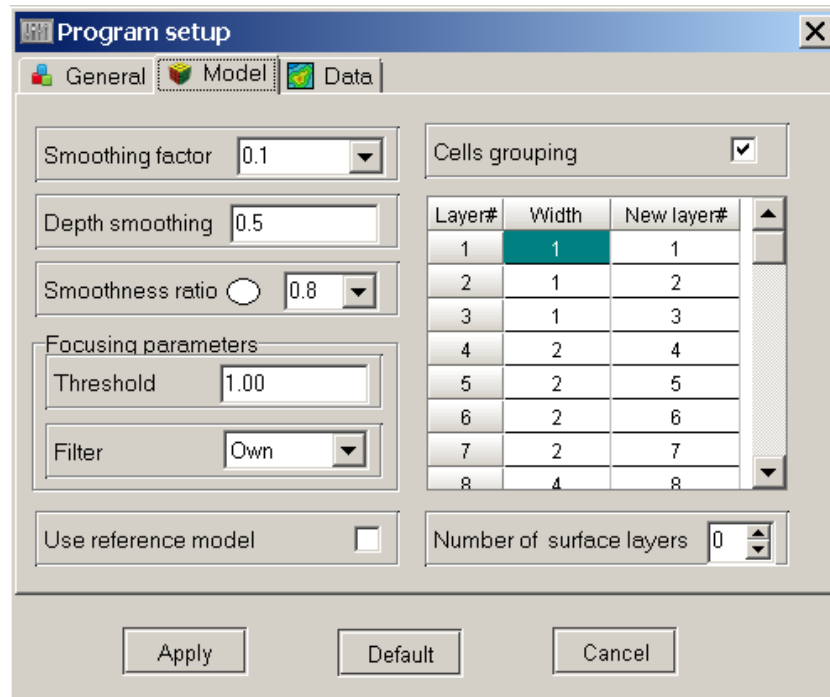 Program setup
General Model Data
Smoothing factor 0.1
Depth smoothing 0.5
Smoothness ratio 0.8
Focusing parameters
Threshold 1.00
Filter Own
Use reference model
Cells grouping
Layer# Width New layer#
1 1 1
2 1 2
3 1 3
4 2 4
5 2 5
6 2 6
7 2 7
8 4 8
Number of surface layers 0
Apply Default Cancel